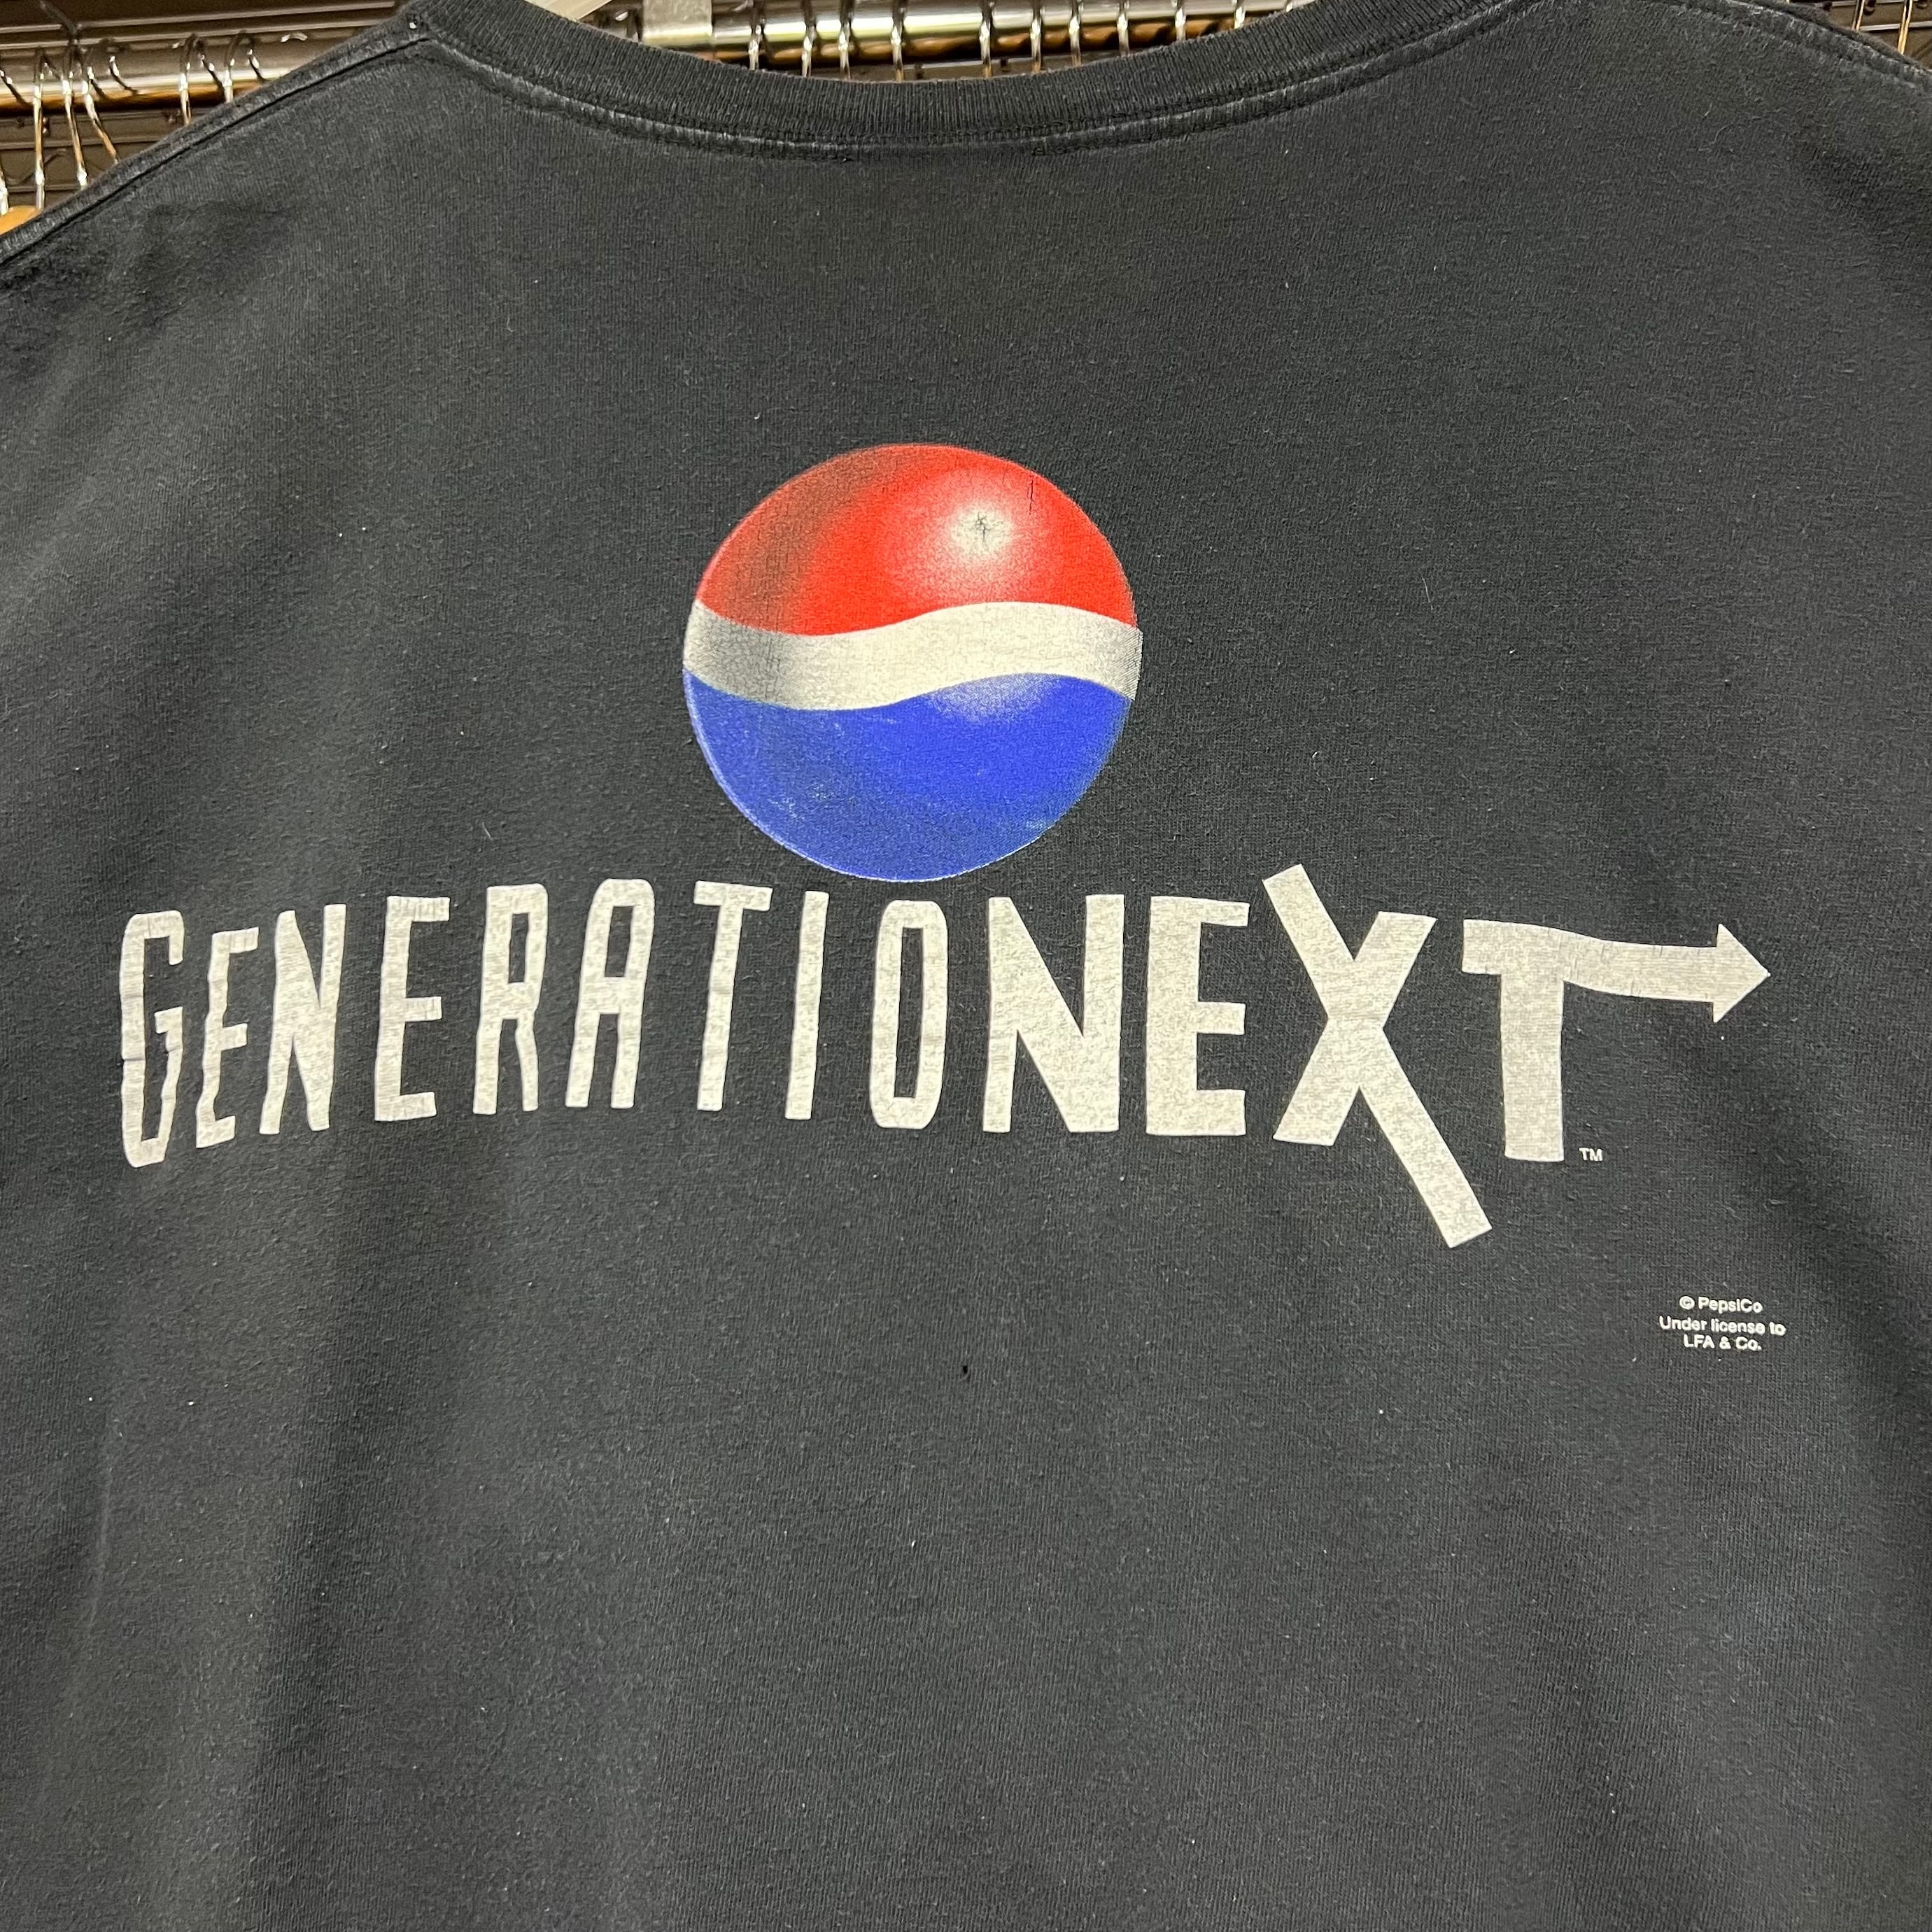 GENERATIONEXT™
© PepsiCo
Under license to
LFA & Co.